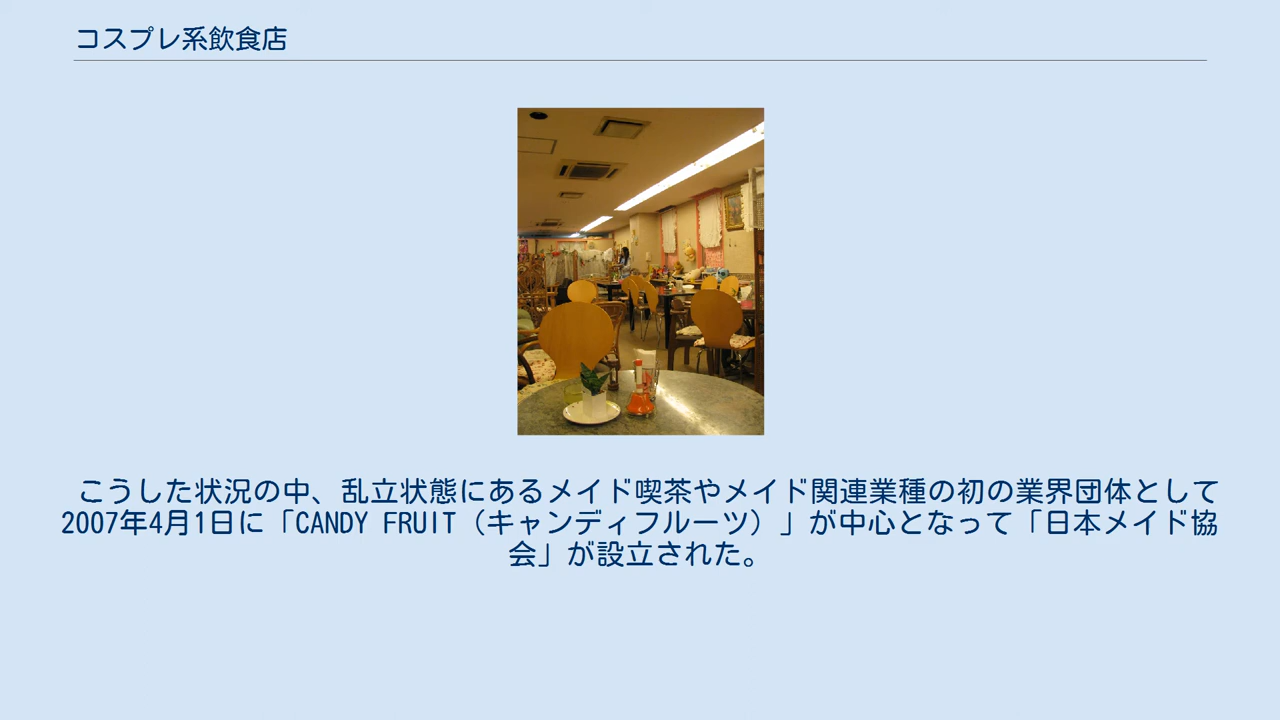 コスプレ系飲食店
こうした状況の中、乱立状態にあるメイド喫茶やメイド関連業種の初の業界団体として
2007年4月1日に「CANDY FRUIT（キャンディフルーツ）」が中心となって「日本メイド協
会」が設立された。